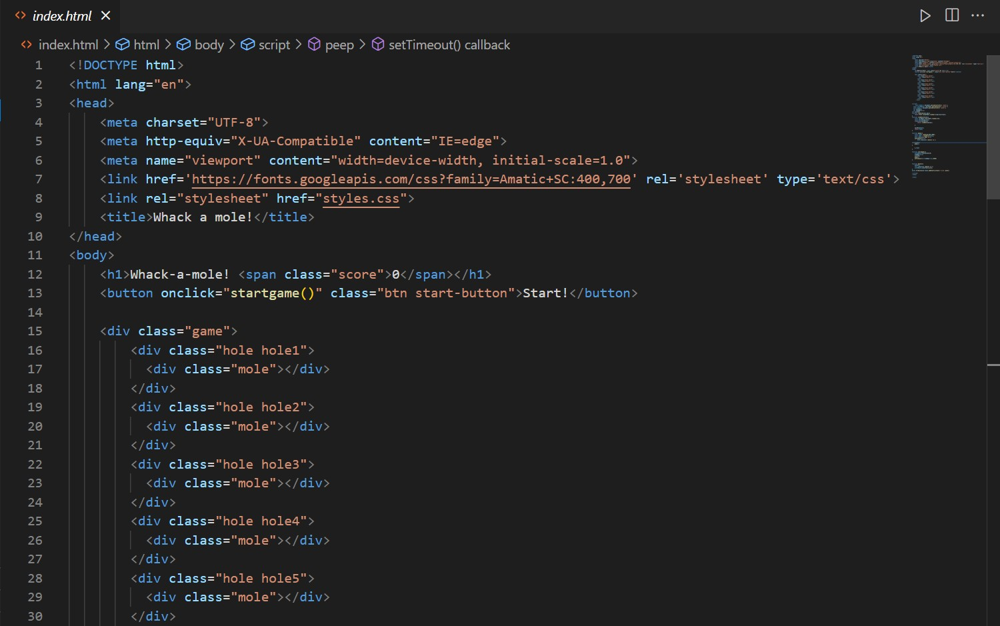 index.html
index.html > html > body > script > peep > setTimeout() callback
1 <!DOCTYPE html>
2 <html lang="en">
3 <head>
4 <meta charset="UTF-8">
5 <meta http-equiv="X-UA-Compatible" content="IE=edge">
6 <meta name="viewport" content="width=device-width, initial-scale=1.0">
7 <link href='https://fonts.googleapis.com/css?family=Amatic+SC:400,700' rel='stylesheet' type='text/css'>
8 <link rel="stylesheet" href="styles.css">
9 <title>Whack a mole!</title>
10 </head>
11 <body>
12 <h1>Whack-a-mole! <span class="score">0</span></h1>
13 <button onclick="startgame()" class="btn start-button">Start!</button>
14
15 <div class="game">
16 <div class="hole hole1">
17 <div class="mole"></div>
18 </div>
19 <div class="hole hole2">
20 <div class="mole"></div>
21 </div>
22 <div class="hole hole3">
23 <div class="mole"></div>
24 </div>
25 <div class="hole hole4">
26 <div class="mole"></div>
27 </div>
28 <div class="hole hole5">
29 <div class="mole"></div>
30 </div>